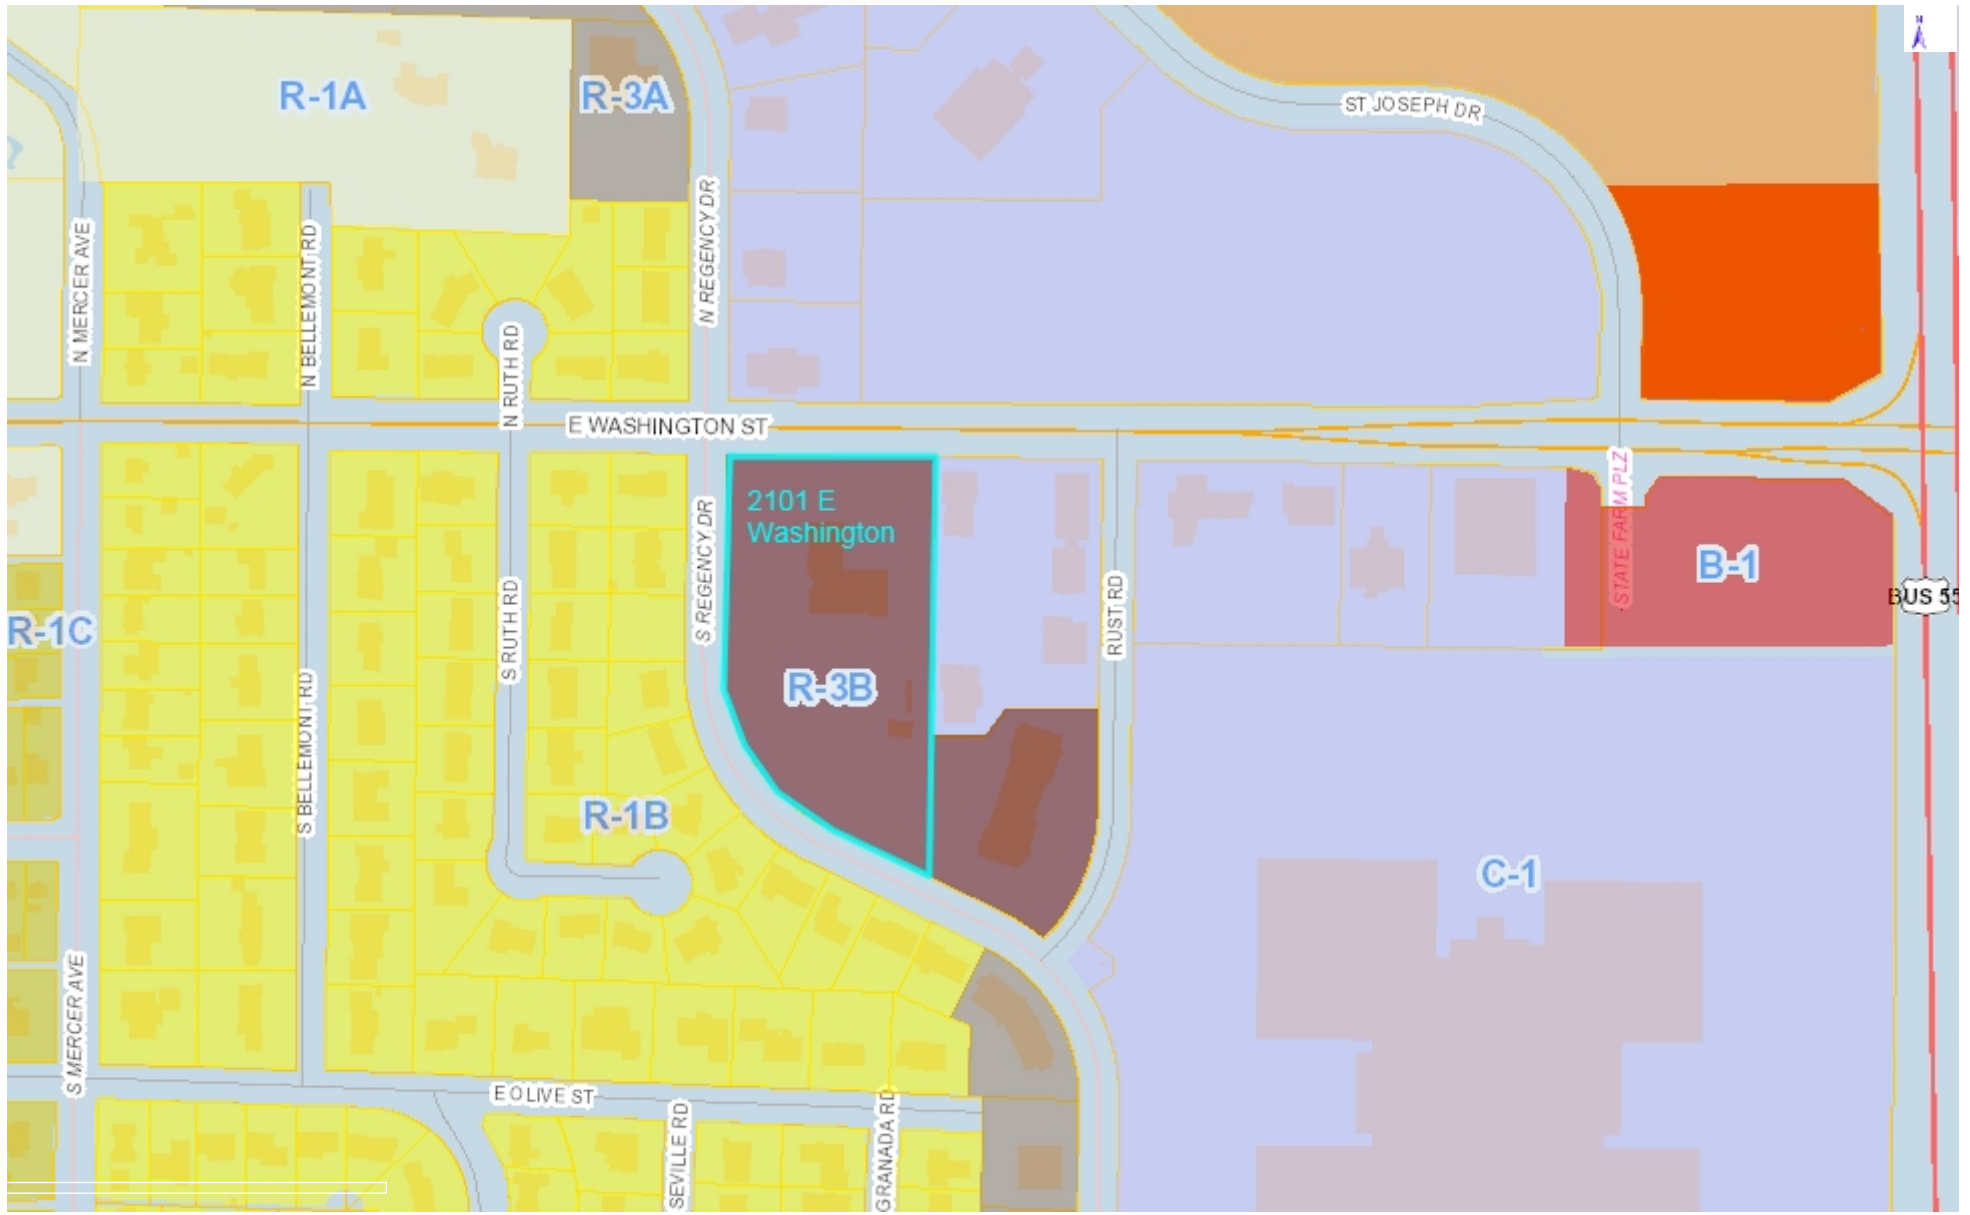 N
R-1A
R-3A
ST JOSEPH DR
N MERCER AVE
N BELLEMONT RD
N REGENCY DR
N RUTH RD
E WASHINGTON ST
2101 E
Washington
S REGENCY DR
STATE FARM PLZ
B-1
BUS 55
R-1C
S RUTH RD
RUST RD
R-3B
S BELLEMONT RD
R-1B
C-1
S MERCER AVE
E OLIVE ST
SEVILLE RD
GRANADA RD